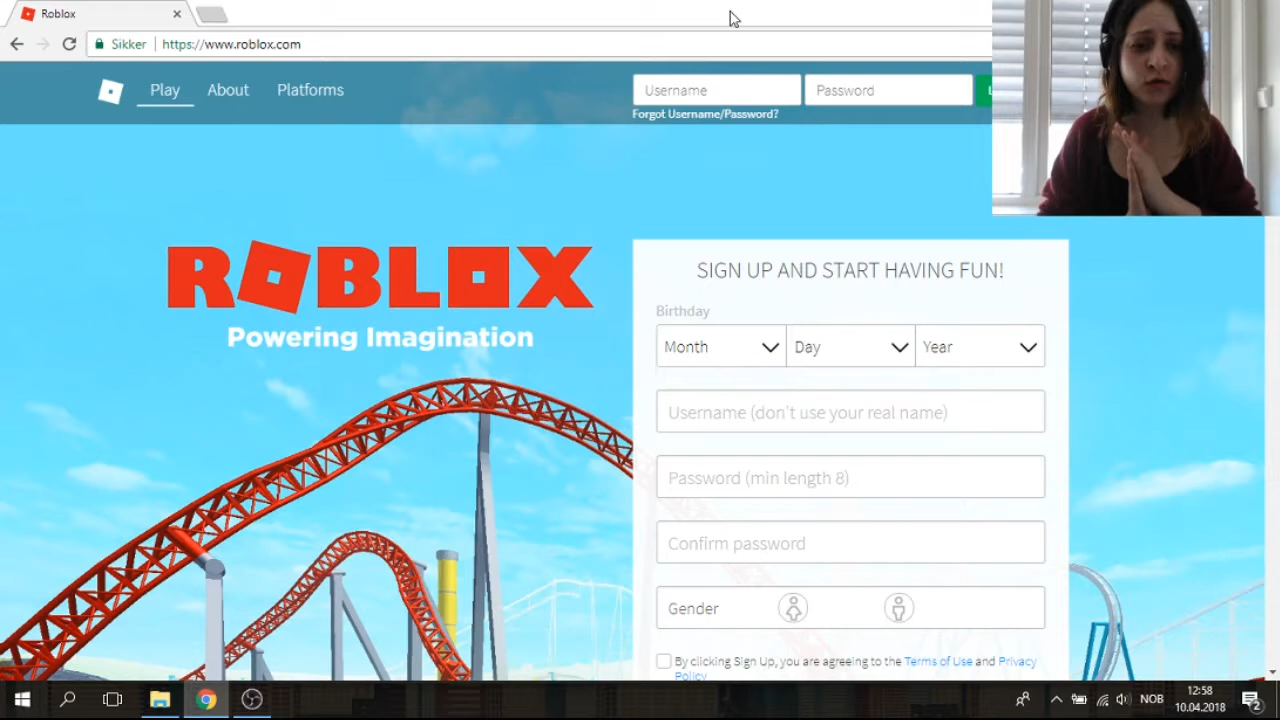 Roblox
Sikker
https://www.roblox.com
Play
About
Platforms
Username
Password
Forgot Username/Password?
ROBLOX
Powering Imagination
SIGN UP AND START HAVING FUN!
Birthday
Month
Day
Year
Username (don't use your real name)
Password (min length 8)
Confirm password
Gender
By clicking Sign Up, you are agreeing to the Terms of Use and Privacy
Policy
NOB
12:58
10.04.2018
2